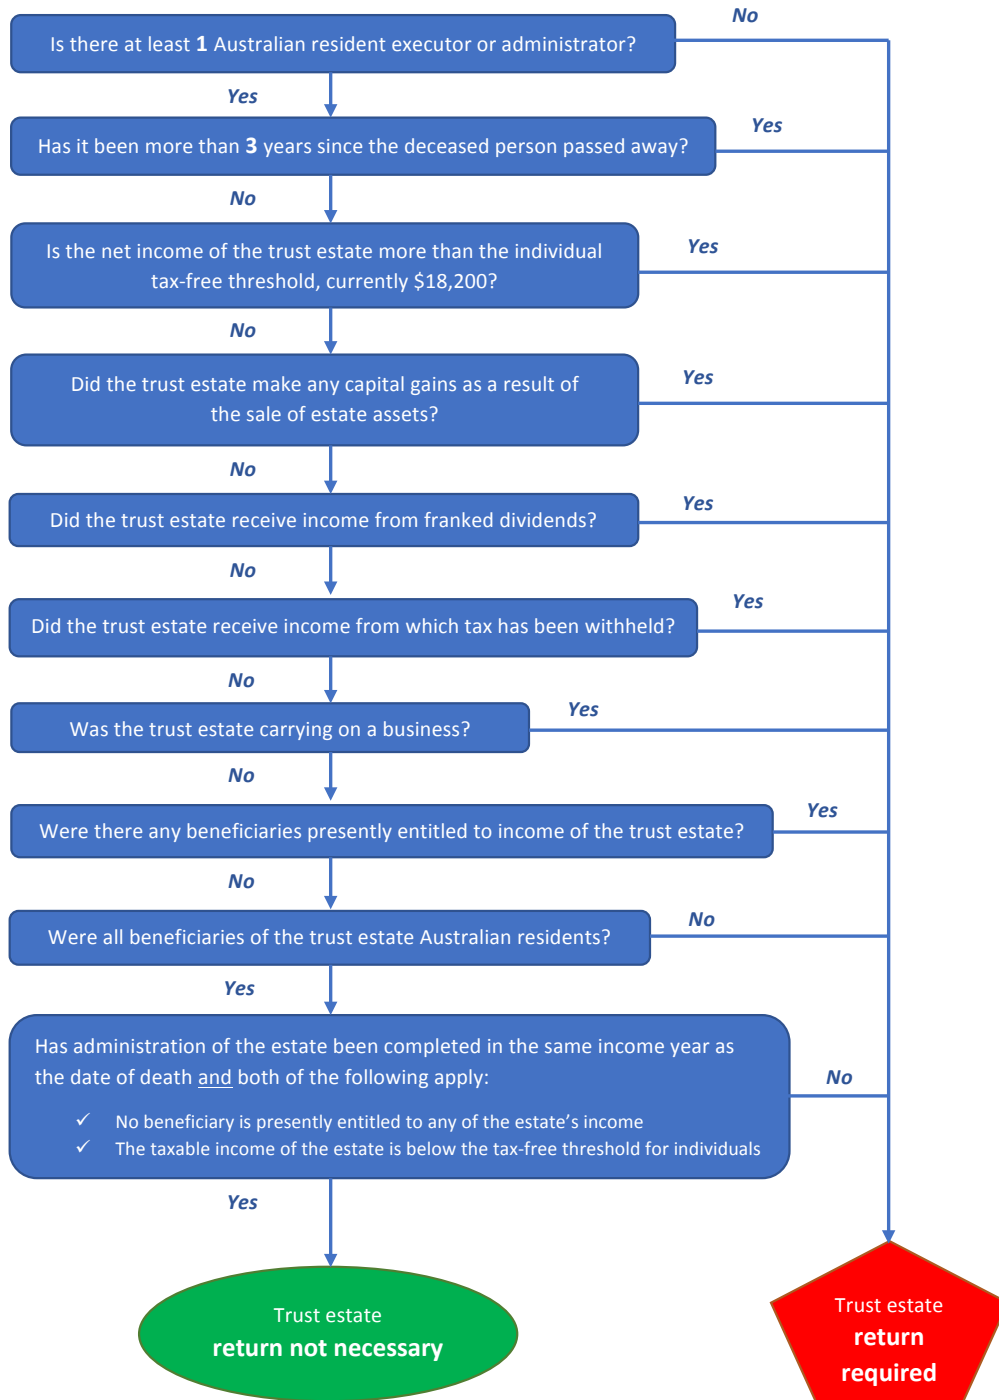 No
Is there at least 1 Australian resident executor or administrator?
Yes
Yes
Has it been more than 3 years since the deceased person passed away?
No
Is the net income of the trust estate more than the individual
tax-free threshold, currently $18,200?
Yes
No
Did the trust estate make any capital gains as a result of
the sale of estate assets?
Yes
No
Did the trust estate receive income from franked dividends?
Yes
No
Did the trust estate receive income from which tax has been withheld?
Yes
No
Was the trust estate carrying on a business?
Yes
No
Were there any beneficiaries presently entitled to income of the trust estate?
Yes
No
Were all beneficiaries of the trust estate Australian residents?
No
Yes
Has administration of the estate been completed in the same income year as
the date of death and both of the following apply:
✓ No beneficiary is presently entitled to any of the estate's income
✓ The taxable income of the estate is below the tax-free threshold for individuals
No
Yes
Trust estate
return not necessary
Trust estate
return
required